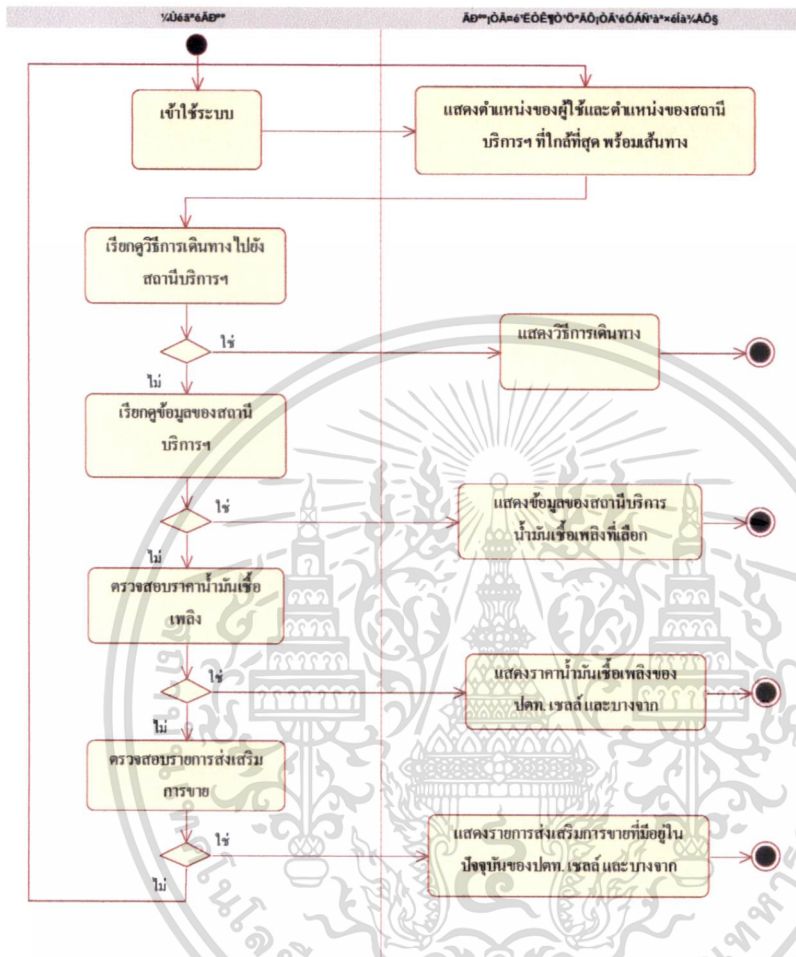 ¼ÙéãªéÃÐºº
เข้าใช้ระบบ
แสดงตำแหน่งของผู้ใช้และตำแหน่งของสถานี
บริการฯ ที่ใกล้ที่สุด พร้อมเส้นทาง
เรียกดูวิธีการเดินทางไปยัง
สถานีบริการฯ
ใช่
แสดงวิธีการเดินทาง
ไม่
เรียกดูข้อมูลของสถานี
บริการฯ
ใช่
แสดงข้อมูลของสถานีบริการ
น้ำมันเชื้อเพลิงที่เลือก
ไม่
ตรวจสอบราคาน้ำมันเชื้อ
เพลิง
ใช่
แสดงราคาน้ำมันเชื้อเพลิงของ
ปตท. เชลล์ และบางจาก
ไม่
ตรวจสอบรายการส่งเสริม
การขาย
ใช่
แสดงรายการส่งเสริมการขายที่มีอยู่ใน
ปัจจุบันของปตท. เชลล์ และบางจาก
ไม่